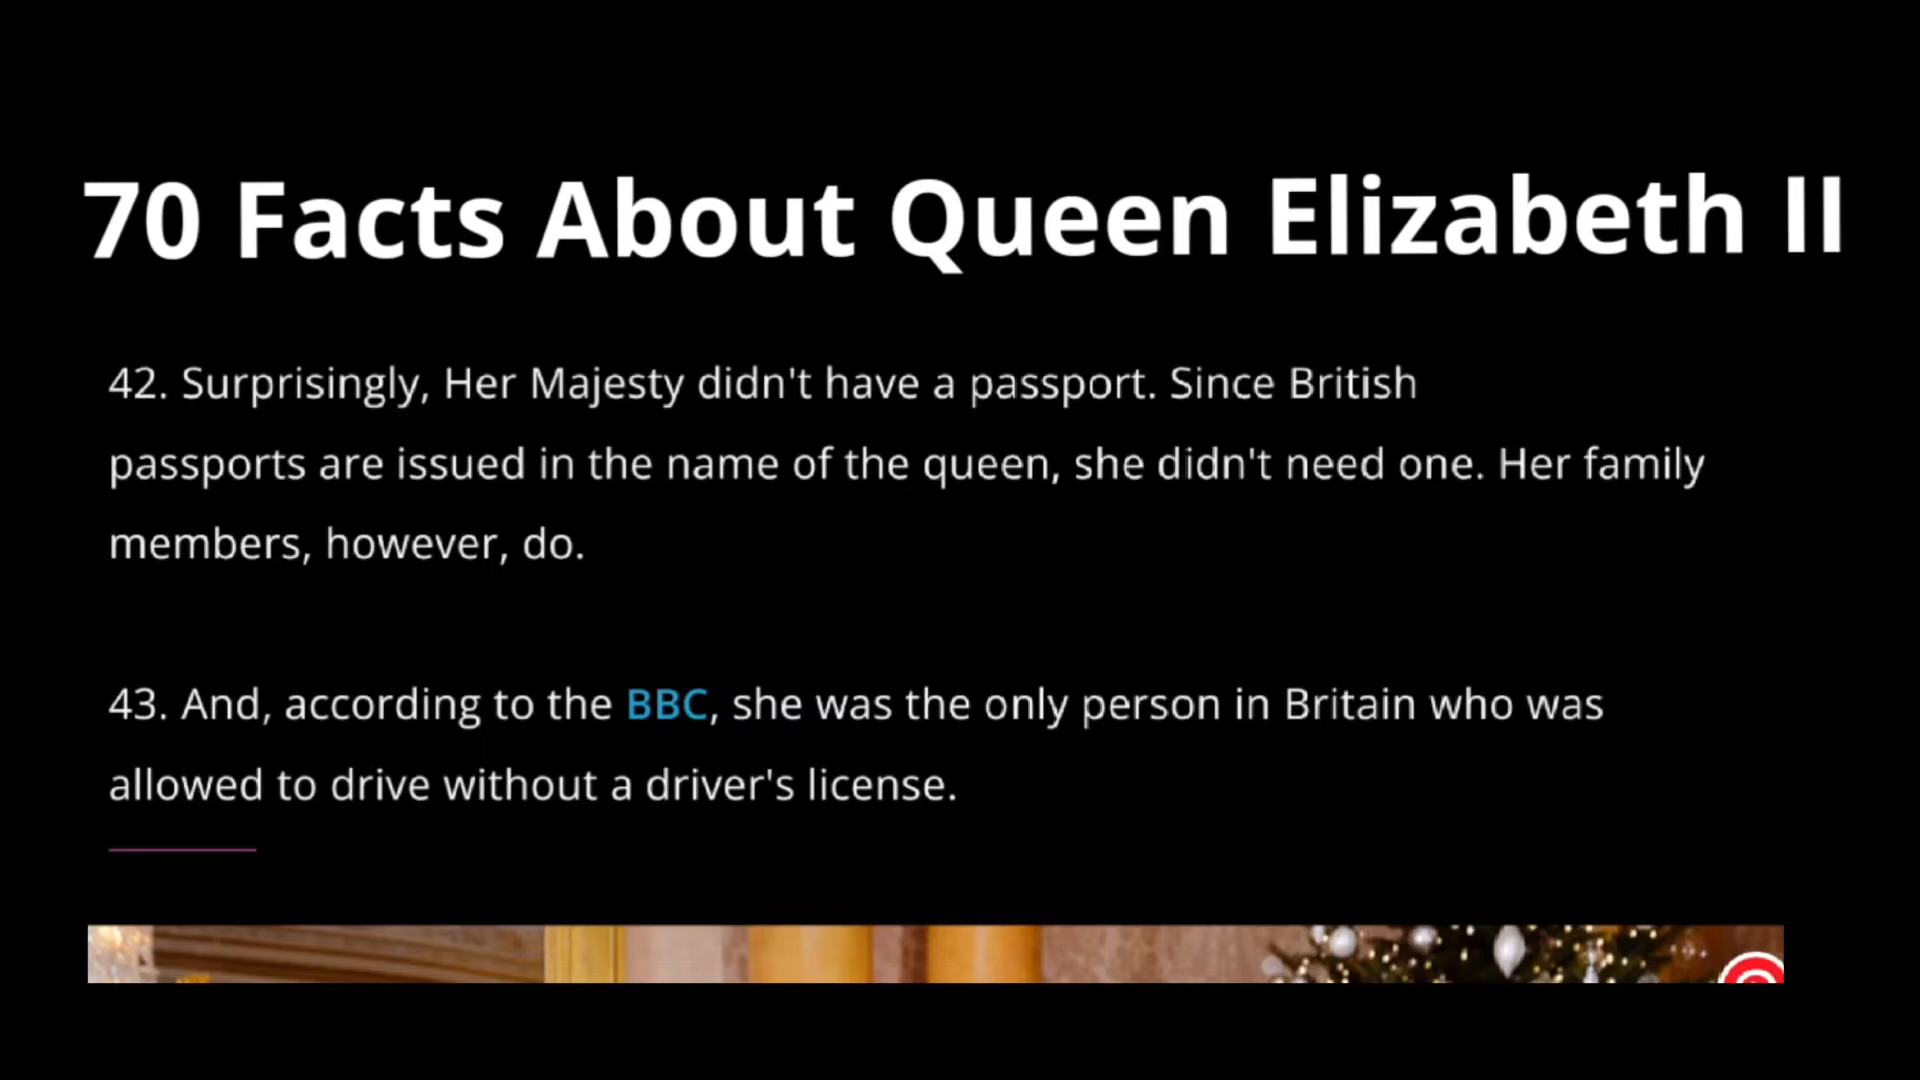 70 Facts About Queen Elizabeth II
42. Surprisingly, Her Majesty didn't have a passport. Since British
passports are issued in the name of the queen, she didn't need one. Her family
members, however, do.
43. And, according to the BBC, she was the only person in Britain who was
allowed to drive without a driver's license.